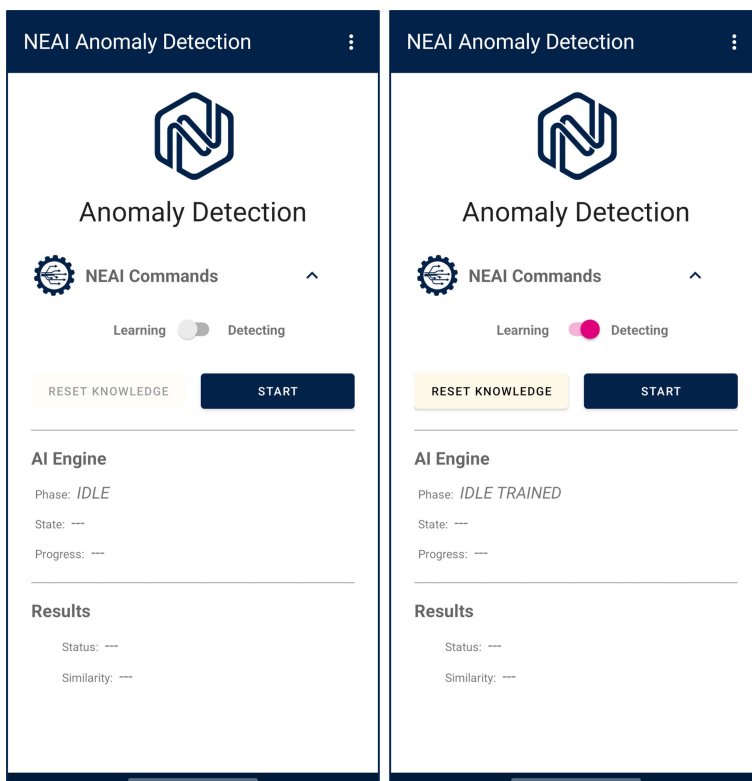 NEAI Anomaly Detection
Anomaly Detection
NEAI Commands
Learning Detecting
RESET KNOWLEDGE START
AI Engine
Phase: IDLE
State: ---
Progress: ---
Results
Status: ---
Similarity: ---
NEAI Anomaly Detection
Anomaly Detection
NEAI Commands
Learning Detecting
RESET KNOWLEDGE START
AI Engine
Phase: IDLE TRAINED
State: ---
Progress: ---
Results
Status: ---
Similarity: ---